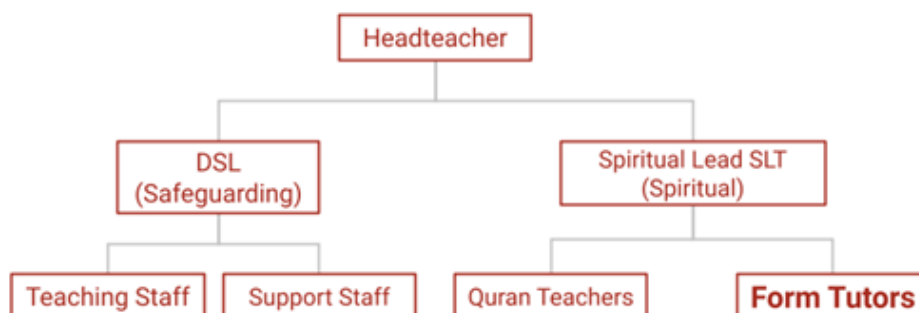 Headteacher
DSL
(Safeguarding)
Spiritual Lead SLT
(Spiritual)
Teaching Staff
Support Staff
Quran Teachers
Form Tutors